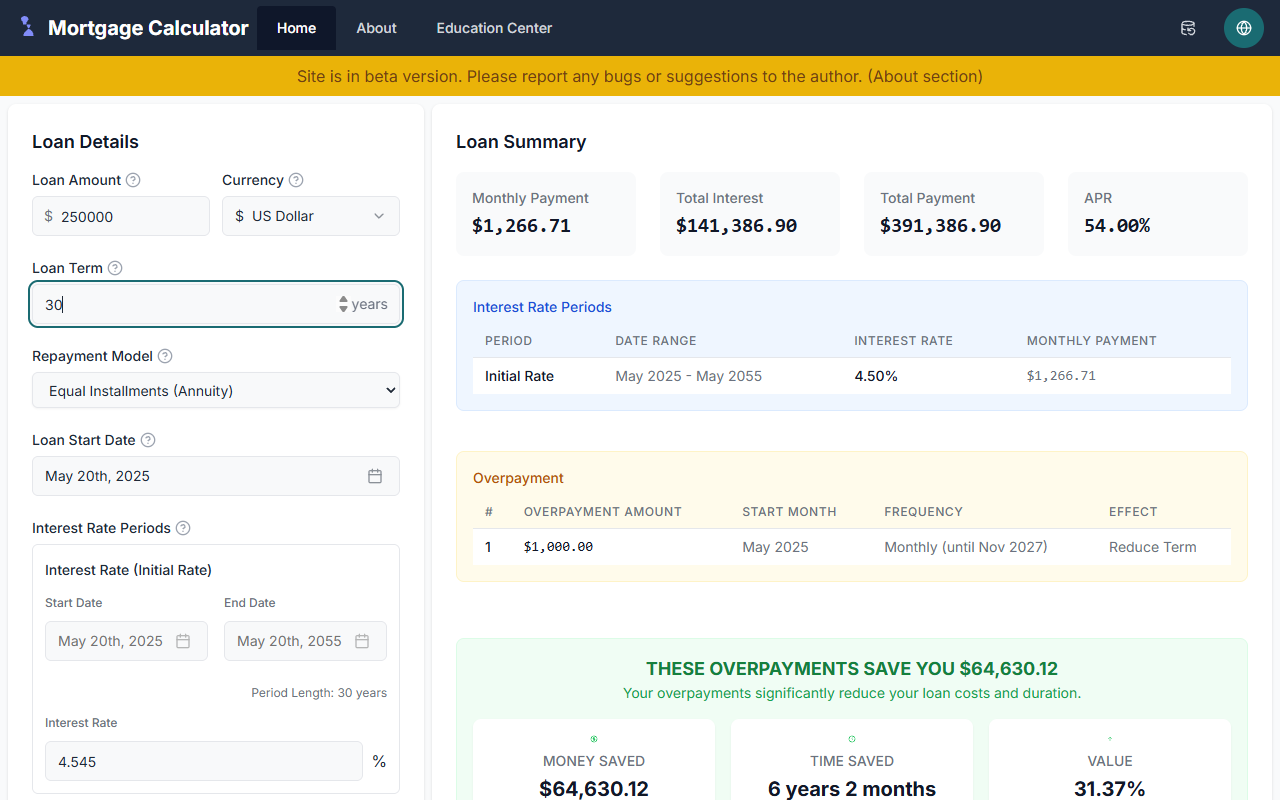 Mortgage Calculator
Home
About
Education Center
Site is in beta version. Please report any bugs or suggestions to the author. (About section)
Loan Details
Loan Amount
Currency
$ 250000
$ US Dollar
Loan Term
30
years
Repayment Model
Equal Installments (Annuity)
Loan Start Date
May 20th, 2025
Interest Rate Periods
Interest Rate (Initial Rate)
Start Date
End Date
May 20th, 2025
May 20th, 2055
Period Length: 30 years
Interest Rate
4.545
%
Loan Summary
Monthly Payment
$1,266.71
Total Interest
$141,386.90
Total Payment
$391,386.90
APR
54.00%
Interest Rate Periods
PERIOD DATE RANGE INTEREST RATE MONTHLY PAYMENT
Initial Rate May 2025 - May 2055 4.50% $1,266.71
Overpayment
# OVERPAYMENT AMOUNT START MONTH FREQUENCY EFFECT
1 $1,000.00 May 2025 Monthly (until Nov 2027) Reduce Term
THESE OVERPAYMENTS SAVE YOU $64,630.12
Your overpayments significantly reduce your loan costs and duration.
MONEY SAVED
$64,630.12
TIME SAVED
6 years 2 months
VALUE
31.37%